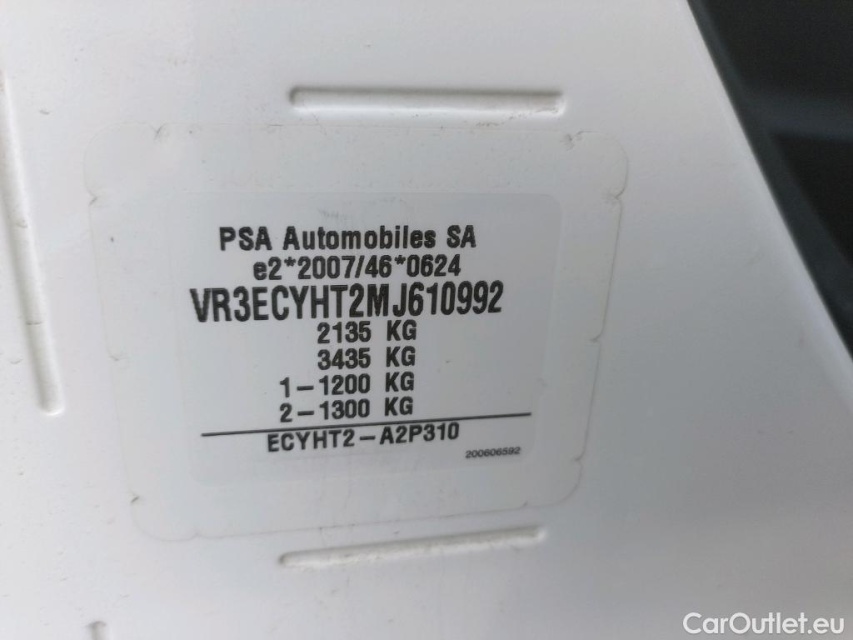 PSA Automobiles SA
e2*2007/46*0624
VR3ECYHT2MJ610992
2135 KG
3435 KG
1-1200 KG
2-1300 KG
ECYHT2-A2P310
200606592
CarOutlet.eu